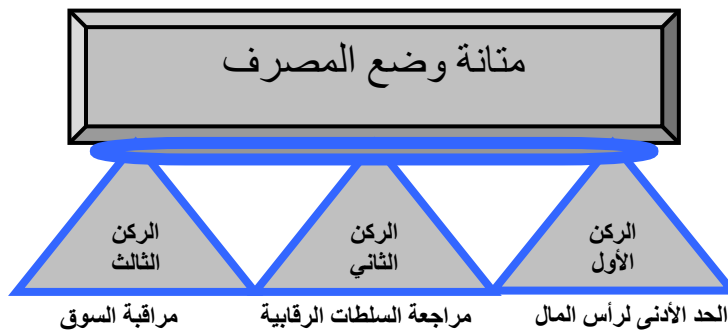 متانة وضع المصرف
الركن
الأول
الركن
الثاني
الركن
الثالث
الحد الأدنى لرأس المال
مراجعة السلطات الرقابية
مراقبة السوق